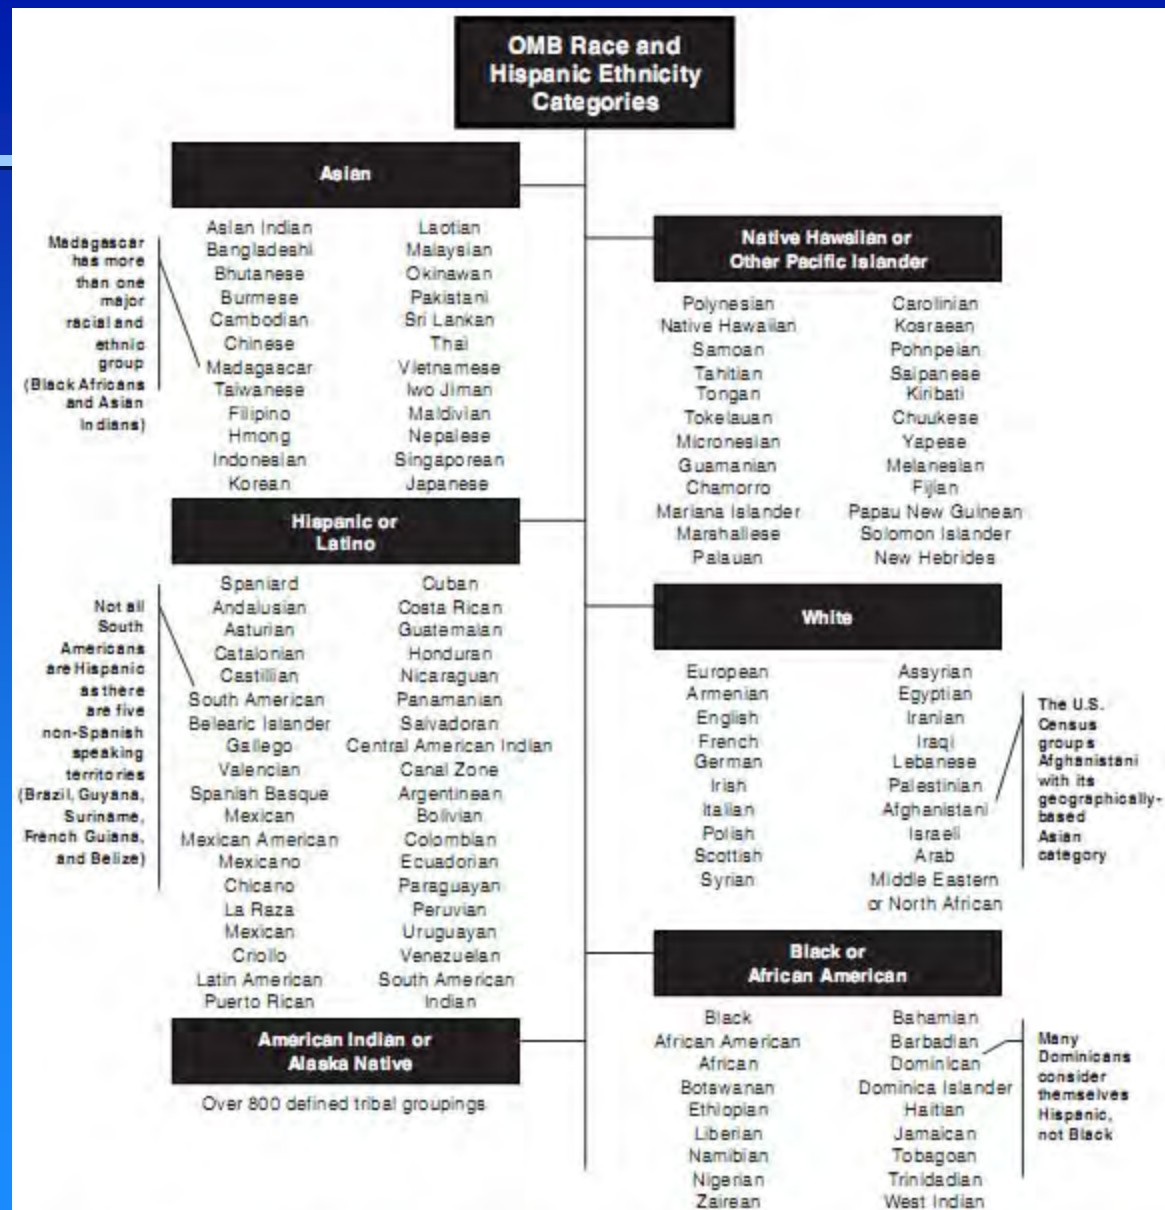 OMB Race and
Hispanic Ethnicity
Categories
Asian
Asian Indian
Bangladeshi
Bhutanese
Burmese
Cambodian
Chinese
Madagascar
Taiwanese
Filipino
Hmong
Indonesian
Korean
Laotian
Malaysian
Okinawan
Pakistani
Sri Lankan
Thai
Vietnamese
Iwo Jiman
Maldivian
Nepalese
Singaporean
Japanese
Madagascar
has more
than one
major
racial and
ethnic
group
(Black Africans
and Asian
Indians)
Hispanic or
Latino
Spaniard
Andalusian
Asturian
Catalonian
Castillian
South American
Belearic Islander
Gallego
Valencian
Spanish Basque
Mexican
Mexican American
Mexicano
Chicano
La Raza
Mexican
Criollo
Latin American
Puerto Rican
Cuban
Costa Rican
Guatemalan
Honduran
Nicaraguan
Panamanian
Salvadoran
Central American Indian
Canal Zone
Argentinean
Bolivian
Colombian
Ecuadorian
Paraguayan
Peruvian
Uruguayan
Venezuelan
South American
Indian
Not all
South
Americans
are Hispanic
as there
are five
non-Spanish
speaking
territories
(Brazil, Guyana,
Suriname,
French Guiana,
and Belize)
American Indian or
Alaska Native
Over 800 defined tribal groupings
Native Hawaiian or
Other Pacific Islander
Polynesian
Native Hawaiian
Samoan
Tahitian
Tongan
Tokelauan
Micronesian
Guamanian
Chamorro
Mariana Islander
Marshallese
Palauan
Carolinian
Kosraean
Pohnpeian
Saipanese
Kiribati
Chuukese
Yapese
Melanesian
Fijian
Papau New Guinean
Solomon Islander
New Hebrides
White
European
Armenian
English
French
German
Irish
Italian
Polish
Scottish
Syrian
Assyrian
Egyptian
Iranian
Iraqi
Lebanese
Palestinian
Afghanistani
Israeli
Arab
Middle Eastern
or North African
The U.S.
Census
groups
Afghanistani
with its
geographically-
based
Asian
category
Black or
African American
Black
African American
African
Botswanan
Ethiopian
Liberian
Namibian
Nigerian
Zairean
Bahamian
Barbadian
Dominican
Dominica Islander
Haitian
Jamaican
Tobagoan
Trinidadian
West Indian
Many
Dominicans
consider
themselves
Hispanic,
not Black